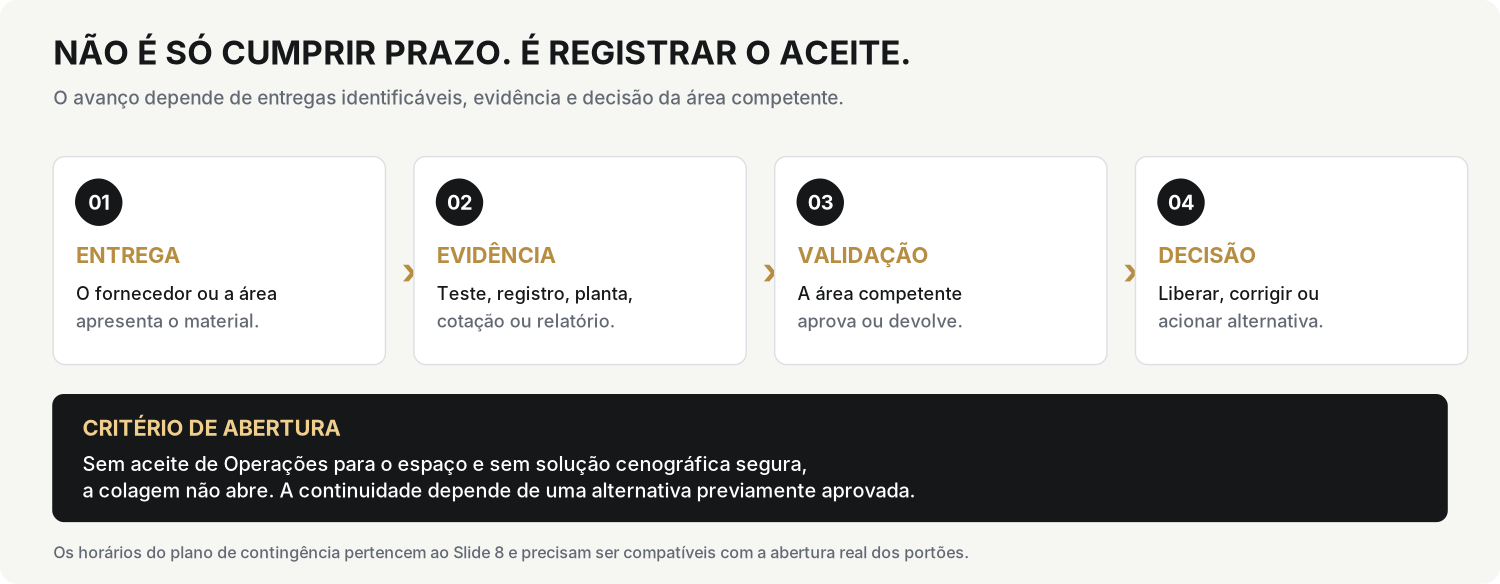 NÃO É SÓ CUMPRIR PRAZO. É REGISTRAR O ACEITE.
O avanço depende de entregas identificáveis, evidência e decisão da área competente.
01
ENTREGA
O fornecedor ou a área
apresenta o material.
›
02
EVIDÊNCIA
Teste, registro, planta,
cotação ou relatório.
›
03
VALIDAÇÃO
A área competente
aprova ou devolve.
›
04
DECISÃO
Liberar, corrigir ou
acionar alternativa.
CRITÉRIO DE ABERTURA
Sem aceite de Operações para o espaço e sem solução cenográfica segura,
a colagem não abre. A continuidade depende de uma alternativa previamente aprovada.
Os horários do plano de contingência pertencem ao Slide 8 e precisam ser compatíveis com a abertura real dos portões.